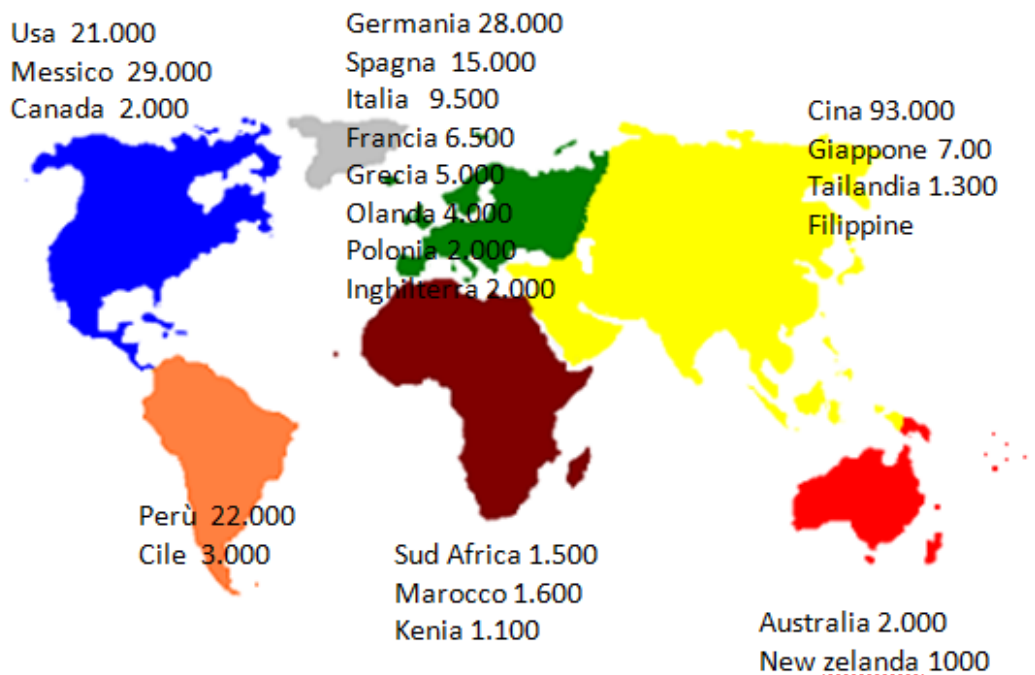 Usa 21.000
Messico 29.000
Canada 2.000
Germania 28.000
Spagna 15.000
Italia 9.500
Francia 6.500
Grecia 5.000
Olanda 4.000
Polonia 2.000
Inghilterra 2.000
Cina 93.000
Giappone 7.00
Tailandia 1.300
Filippine
Perù 22.000
Cile 3.000
Sud Africa 1.500
Marocco 1.600
Kenia 1.100
Australia 2.000
New zelanda 1000